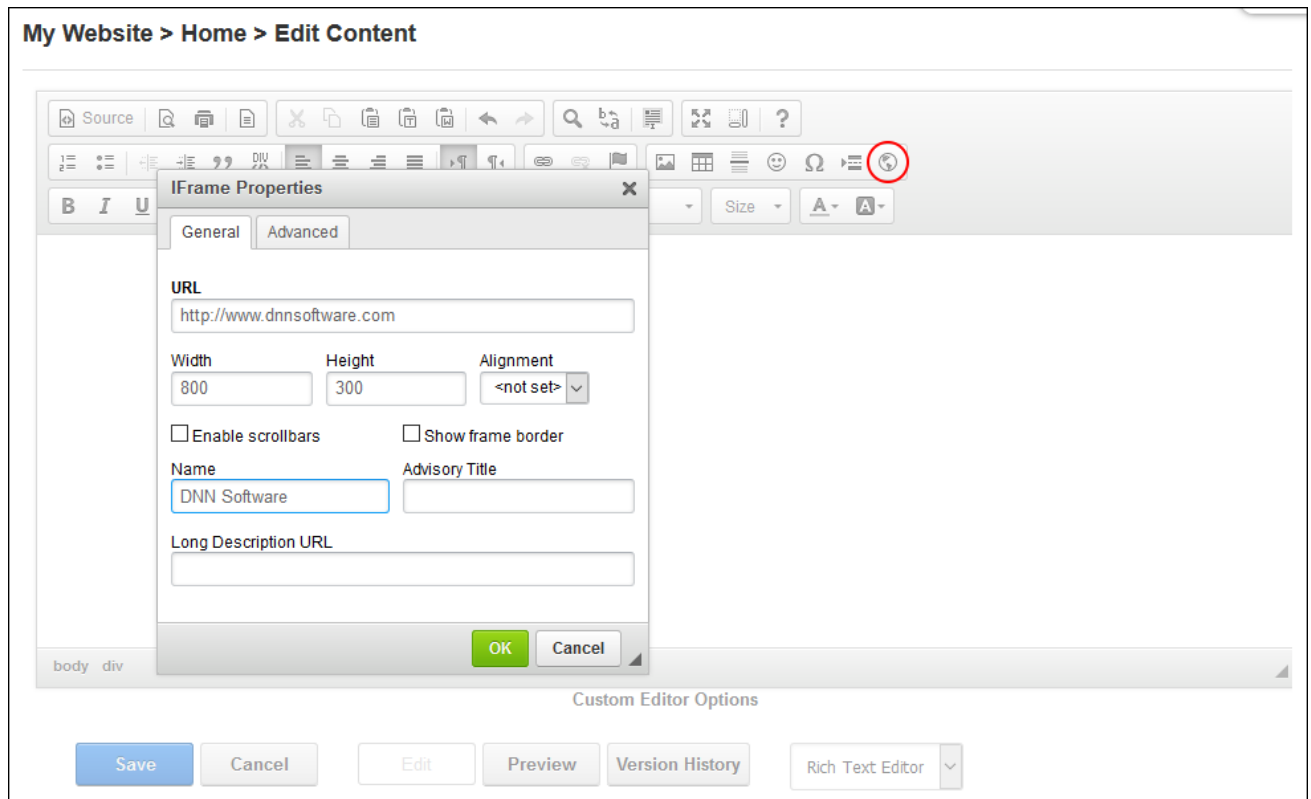 My Website > Home > Edit Content
Source
DIV
IFrame Properties
B I U Size A A
General Advanced
URL
http://www.dnnsoftware.com
Width Height Alignment
800 300 <not set>
Enable scrollbars Show frame border
Name Advisory Title
DNN Software
Long Description URL
OK Cancel
body div
Custom Editor Options
Save Cancel Edit Preview Version History Rich Text Editor